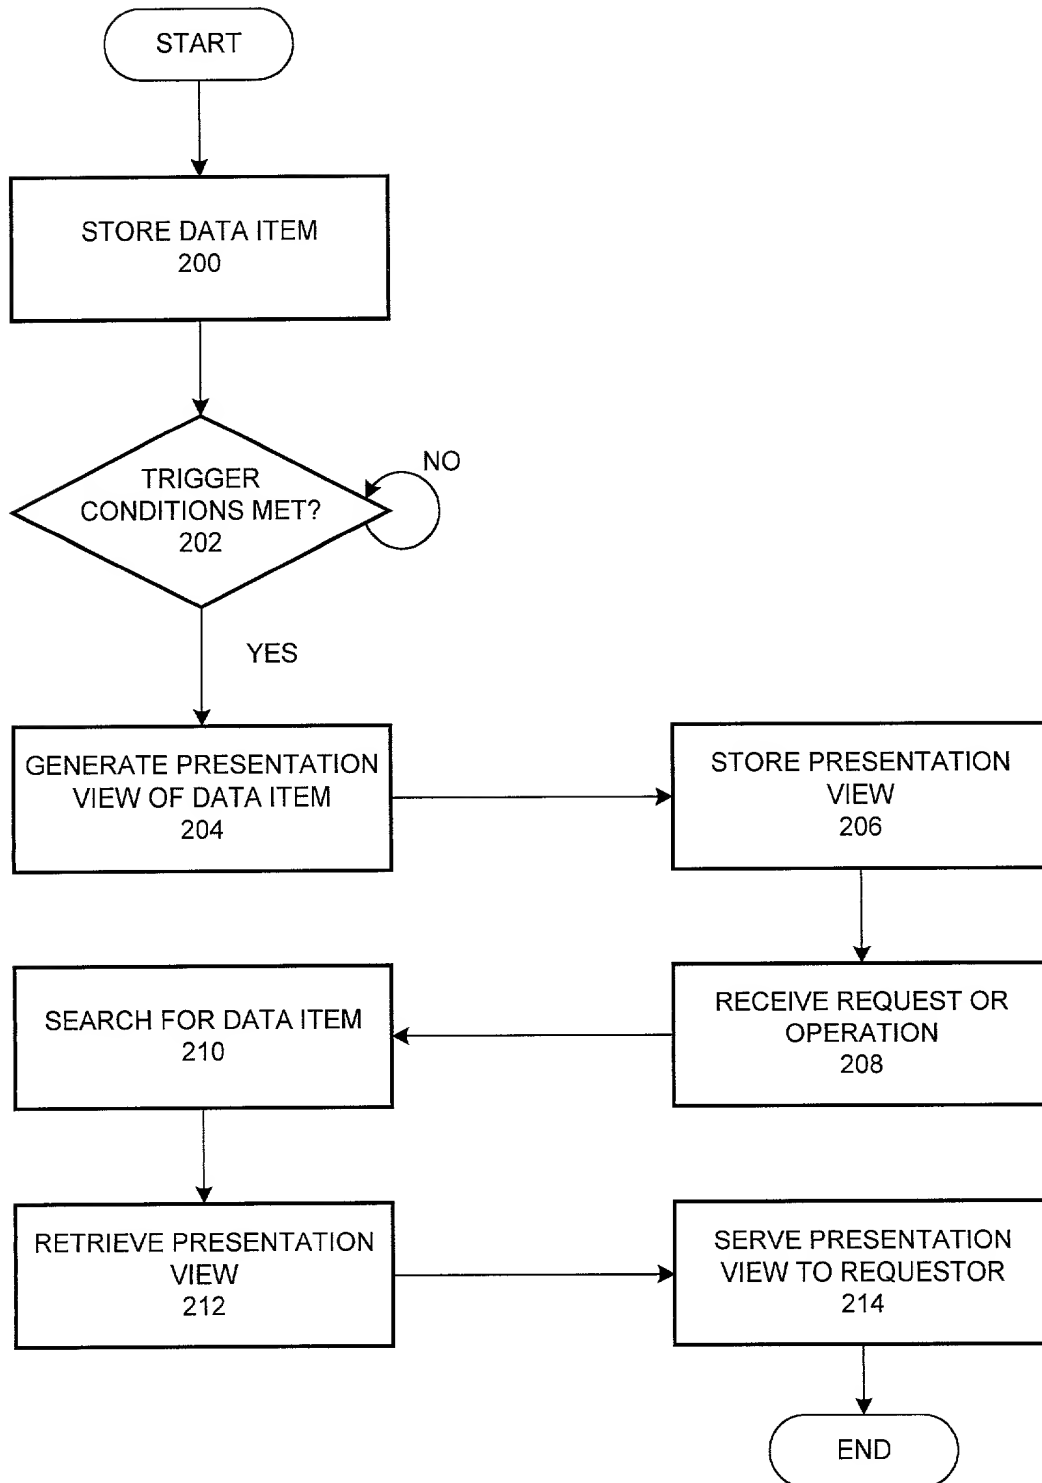 START
STORE DATA ITEM
200
TRIGGER
CONDITIONS MET?
202
NO
YES
GENERATE PRESENTATION
VIEW OF DATA ITEM
204
STORE PRESENTATION
VIEW
206
RECEIVE REQUEST OR
OPERATION
208
SEARCH FOR DATA ITEM
210
RETRIEVE PRESENTATION
VIEW
212
SERVE PRESENTATION
VIEW TO REQUESTOR
214
END